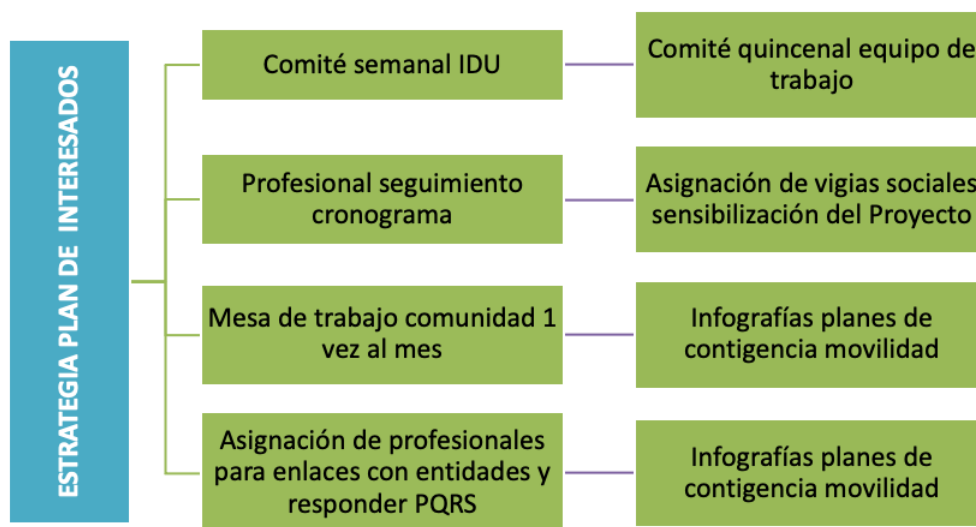 ESTRATEGIA PLAN DE INTERESADOS
Comité semanal IDU
Comité quincenal equipo de
trabajo
Profesional seguimiento
cronograma
Asignación de vigias sociales
sensibilización del Proyecto
Mesa de trabajo comunidad 1
vez al mes
Infografías planes de
contigencia movilidad
Asignación de profesionales
para enlaces con entidades y
responder PQRS
Infografías planes de
contigencia movilidad